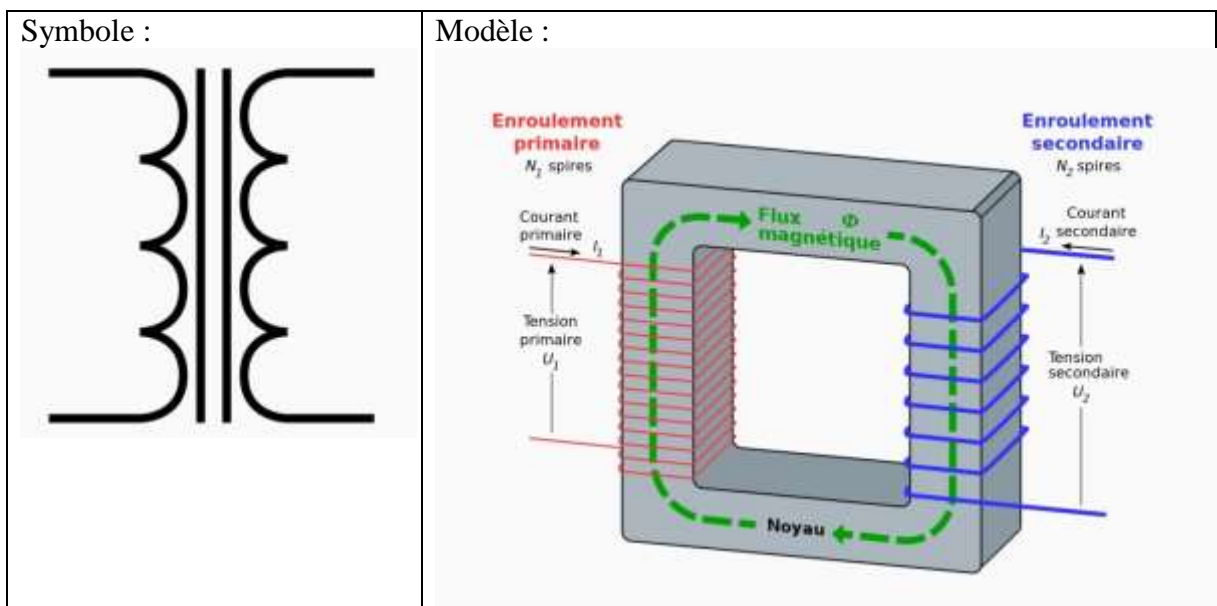 Symbole :
Modèle :
Enroulement
primaire
N₁ spires
Enroulement
secondaire
N₂ spires
Courant
primaire
I₁
Flux Φ
magnétique
Courant
secondaire
I₂
Tension
primaire
U₁
Tension
secondaire
U₂
Noyau